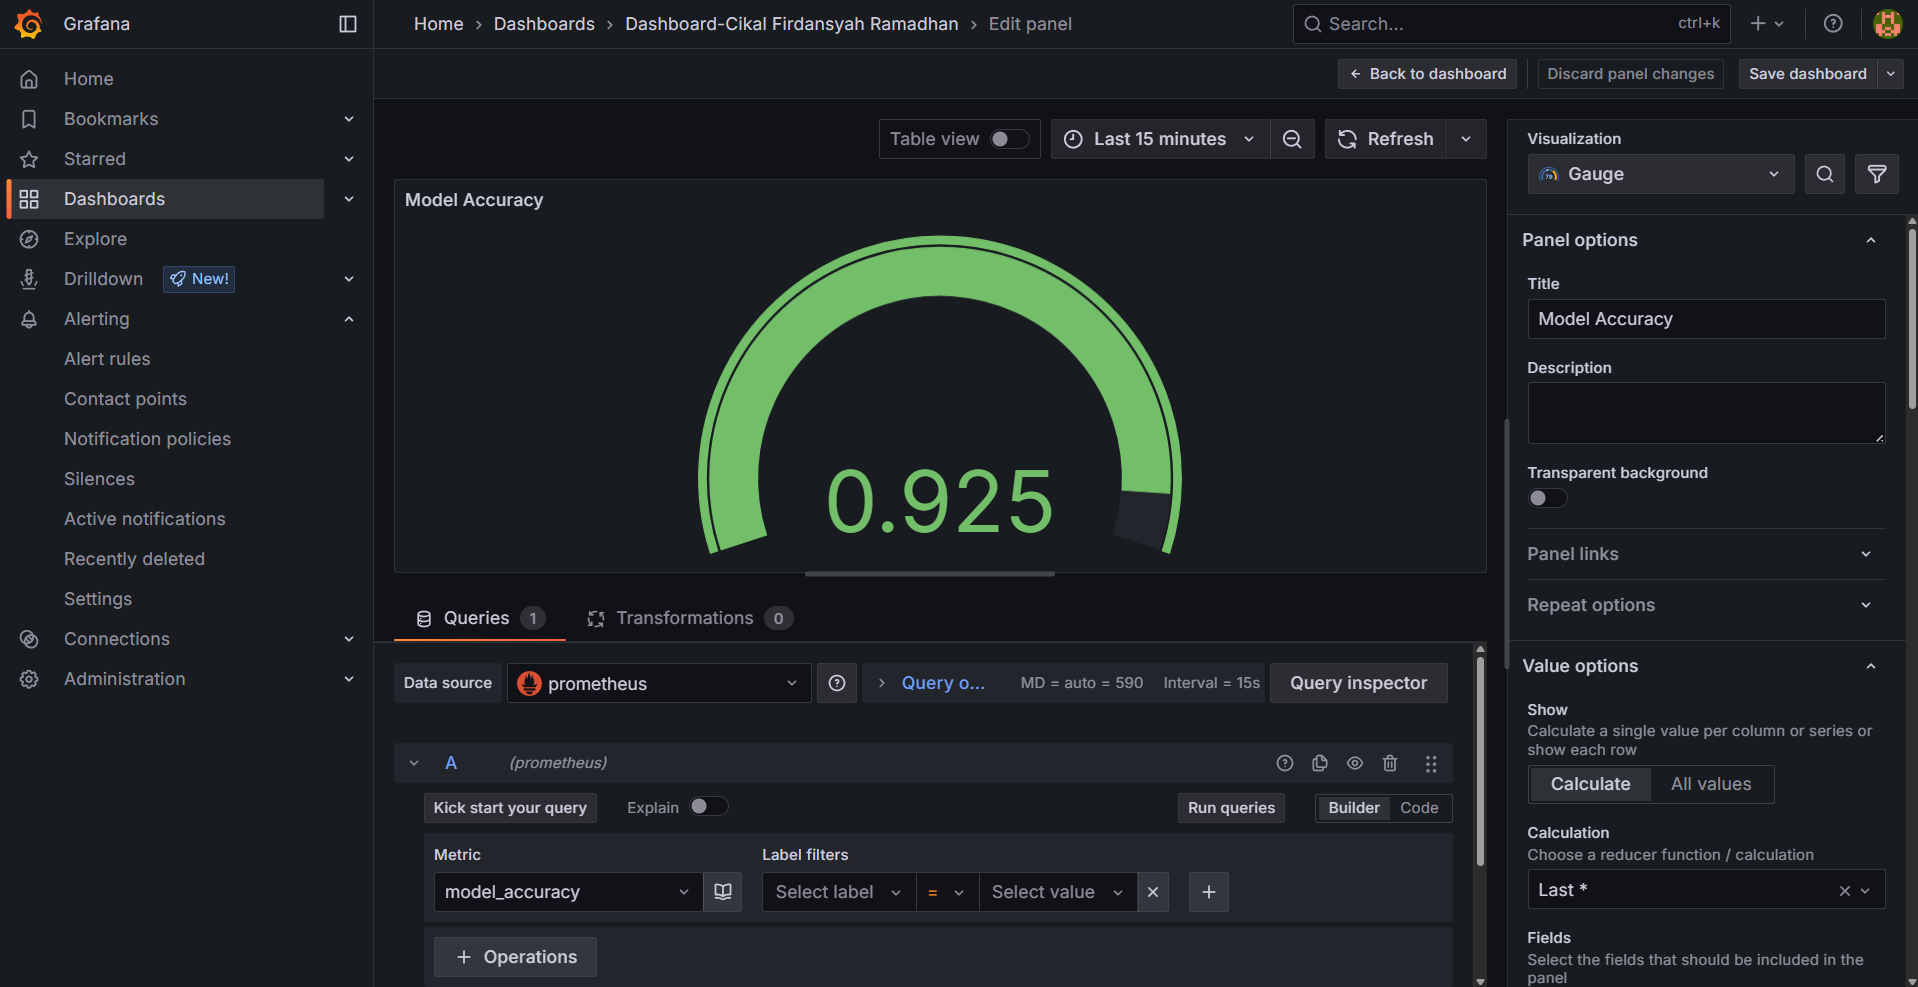 Grafana
Home
Bookmarks
Starred
Dashboards
Explore
Drilldown
New!
Alerting
Alert rules
Contact points
Notification policies
Silences
Active notifications
Recently deleted
Settings
Connections
Administration
Home › Dashboards › Dashboard-Cikal Firdansyah Ramadhan › Edit panel
Search... ctrl+k
Back to dashboard
Discard panel changes
Save dashboard
Table view
Last 15 minutes
Refresh
Model Accuracy
0.925
Queries 1
Transformations 0
Data source
prometheus
Query o...
MD = auto = 590
Interval = 15s
Query inspector
A
(prometheus)
Kick start your query
Explain
Run queries
Builder
Code
Metric
Label filters
model_accuracy
Select label
=
Select value
+ Operations
Visualization
79
Gauge
Panel options
Title
Model Accuracy
Description
Transparent background
Panel links
Repeat options
Value options
Show
Calculate a single value per column or series or
show each row
Calculate
All values
Calculation
Choose a reducer function / calculation
Last *
Fields
Select the fields that should be included in the
panel